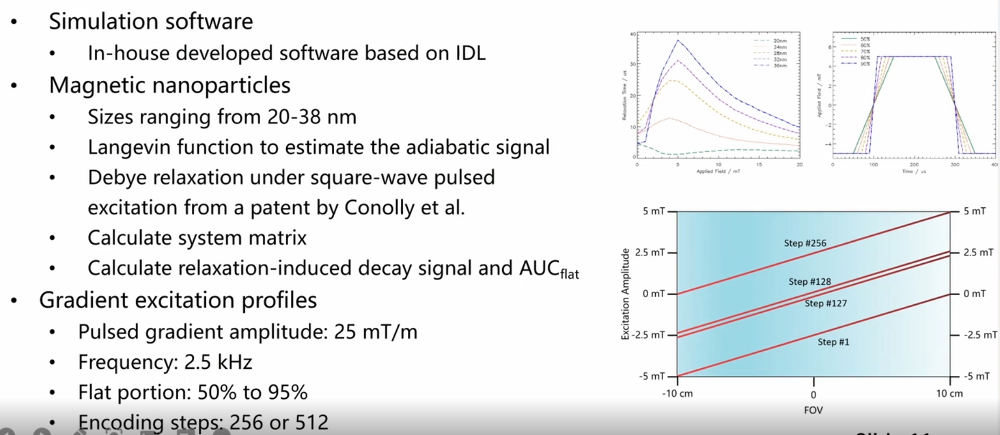 • Simulation software
• In-house developed software based on IDL
• Magnetic nanoparticles
• Sizes ranging from 20-38 nm
• Langevin function to estimate the adiabatic signal
• Debye relaxation under square-wave pulsed
excitation from a patent by Conolly et al.
• Calculate system matrix
• Calculate relaxation-induced decay signal and AUCflat
• Gradient excitation profiles
• Pulsed gradient amplitude: 25 mT/m
• Frequency: 2.5 kHz
• Flat portion: 50% to 95%
• Encoding steps: 256 or 512
40
30
20
10
0
Relaxation Time / us
20nm
24nm
28nm
32nm
36nm
0 5 10 15 20
Applied Field / mT
6
4
2
0
-2
-4
Applied Field / mT
50%
60%
70%
80%
90%
0 100 200 300
Time / us
5 mT
2.5 mT
0 mT
-2.5 mT
-5 mT
Excitation Amplitude
Step #256
Step #128
Step #127
Step #1
5 mT
2.5 mT
0 mT
-2.5 mT
-5 mT
-10 cm 0 10 cm
FOV